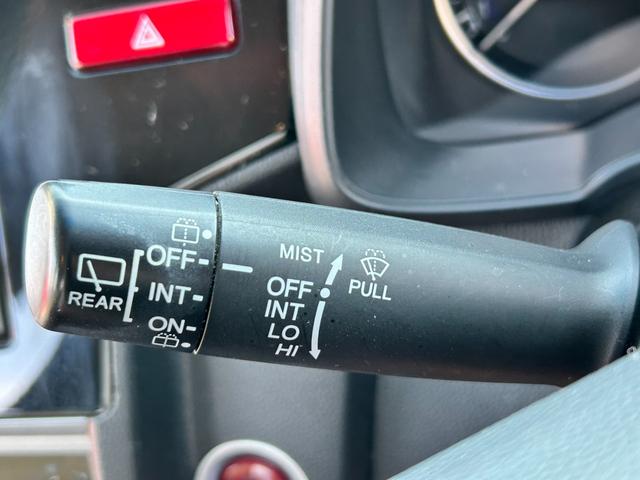 REAR
OFF
INT
ON
MIST
OFF
INT
LO
HI
PULL